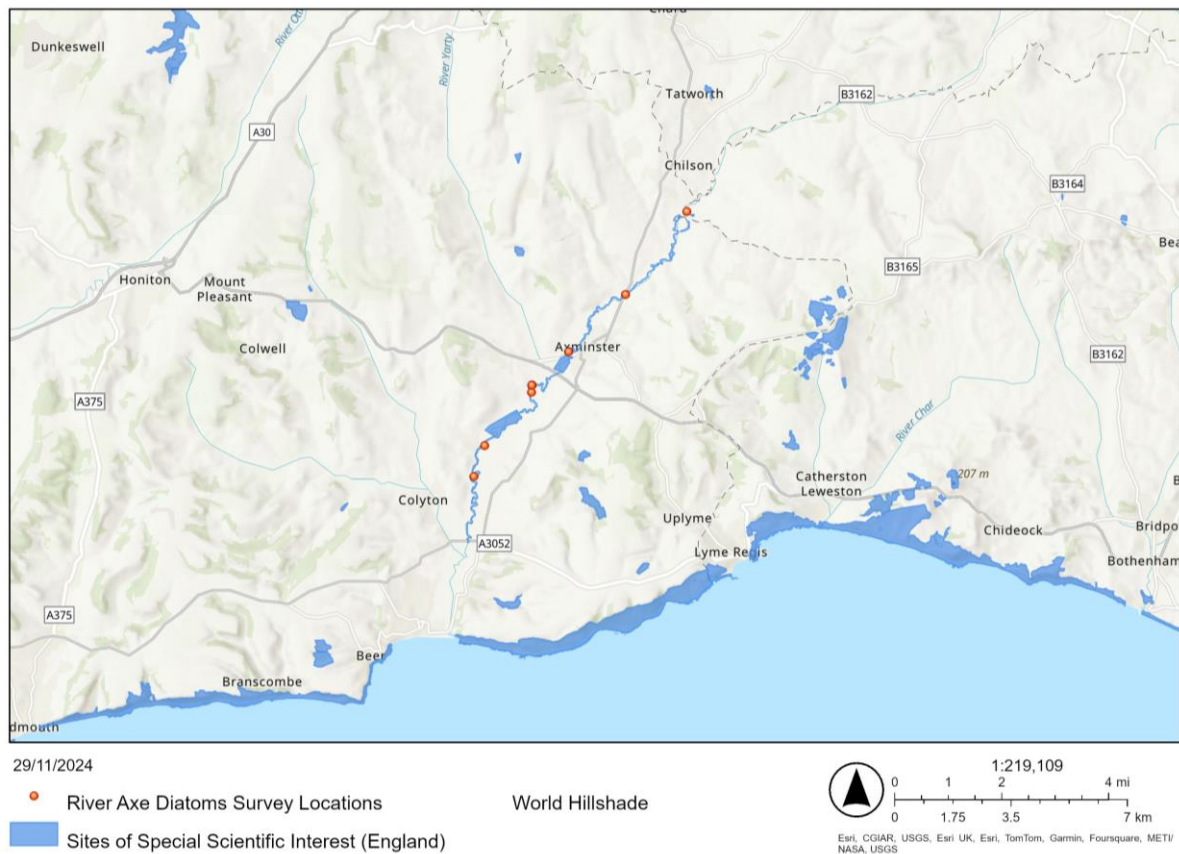 Chard
River Ott
Dunkeswell
River Yarty
Tatworth
B3162
A30
Chilson
B3164
Bea
B3165
Honiton
Mount
Pleasant
Colwell
Axminster
B3162
A375
River Char
207 m
Catherston
Leweston
Colyton
B
Uplyme
Chideock
Bridpo
A3052
Lyme Regis
Bothenham
A375
Beer
Branscombe
dmouth
29/11/2024
River Axe Diatoms Survey Locations
World Hillshade
Sites of Special Scientific Interest (England)
1:219,109
0 1 2 4 mi
0 1.75 3.5 7 km
Esri, CGIAR, USGS, Esri UK, Esri, TomTom, Garmin, Foursquare, METI/
NASA, USGS